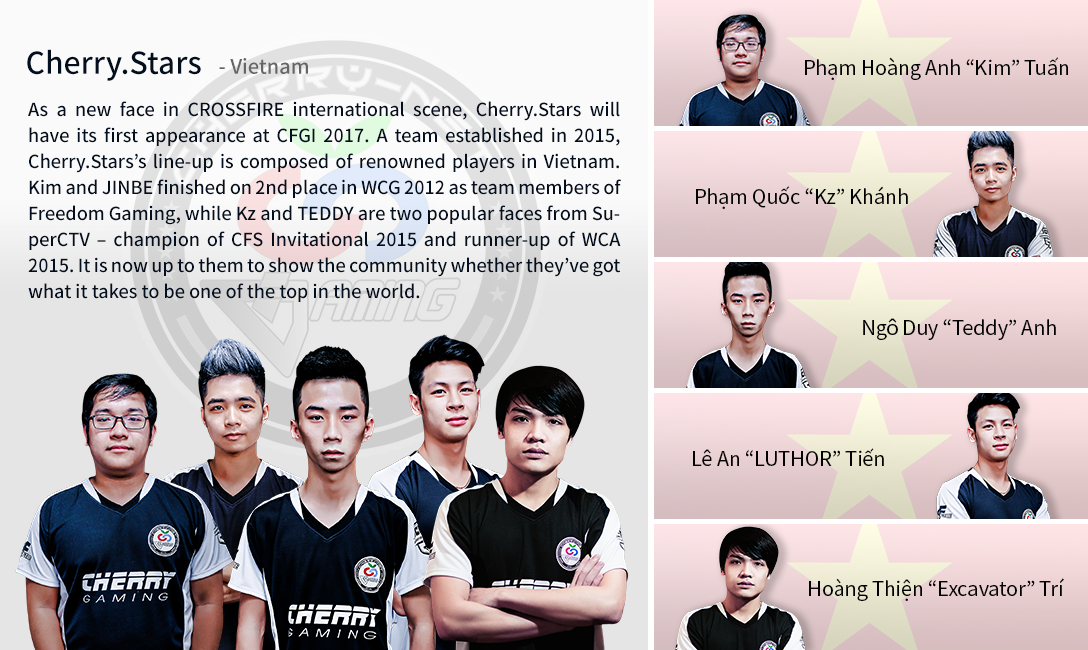 Cherry.Stars - Vietnam
As a new face in CROSSFIRE international scene, Cherry.Stars will
have its first appearance at CFGI 2017. A team established in 2015,
Cherry.Stars’s line-up is composed of renowned players in Vietnam.
Kim and JINBE finished on 2nd place in WCG 2012 as team members of
Freedom Gaming, while Kz and TEDDY are two popular faces from Su-
perCTV – champion of CFS Invitational 2015 and runner-up of WCA
2015. It is now up to them to show the community whether they’ve got
what it takes to be one of the top in the world.
GAMING
CHERRY
GAMING
CHERRY
GAMING
CHERRY
GAMING
Phạm Hoàng Anh “Kim” Tuấn
Phạm Quốc “Kz” Khánh
Ngô Duy “Teddy” Anh
Lê An “LUTHOR” Tiến
Hoàng Thiện “Excavator” Trí